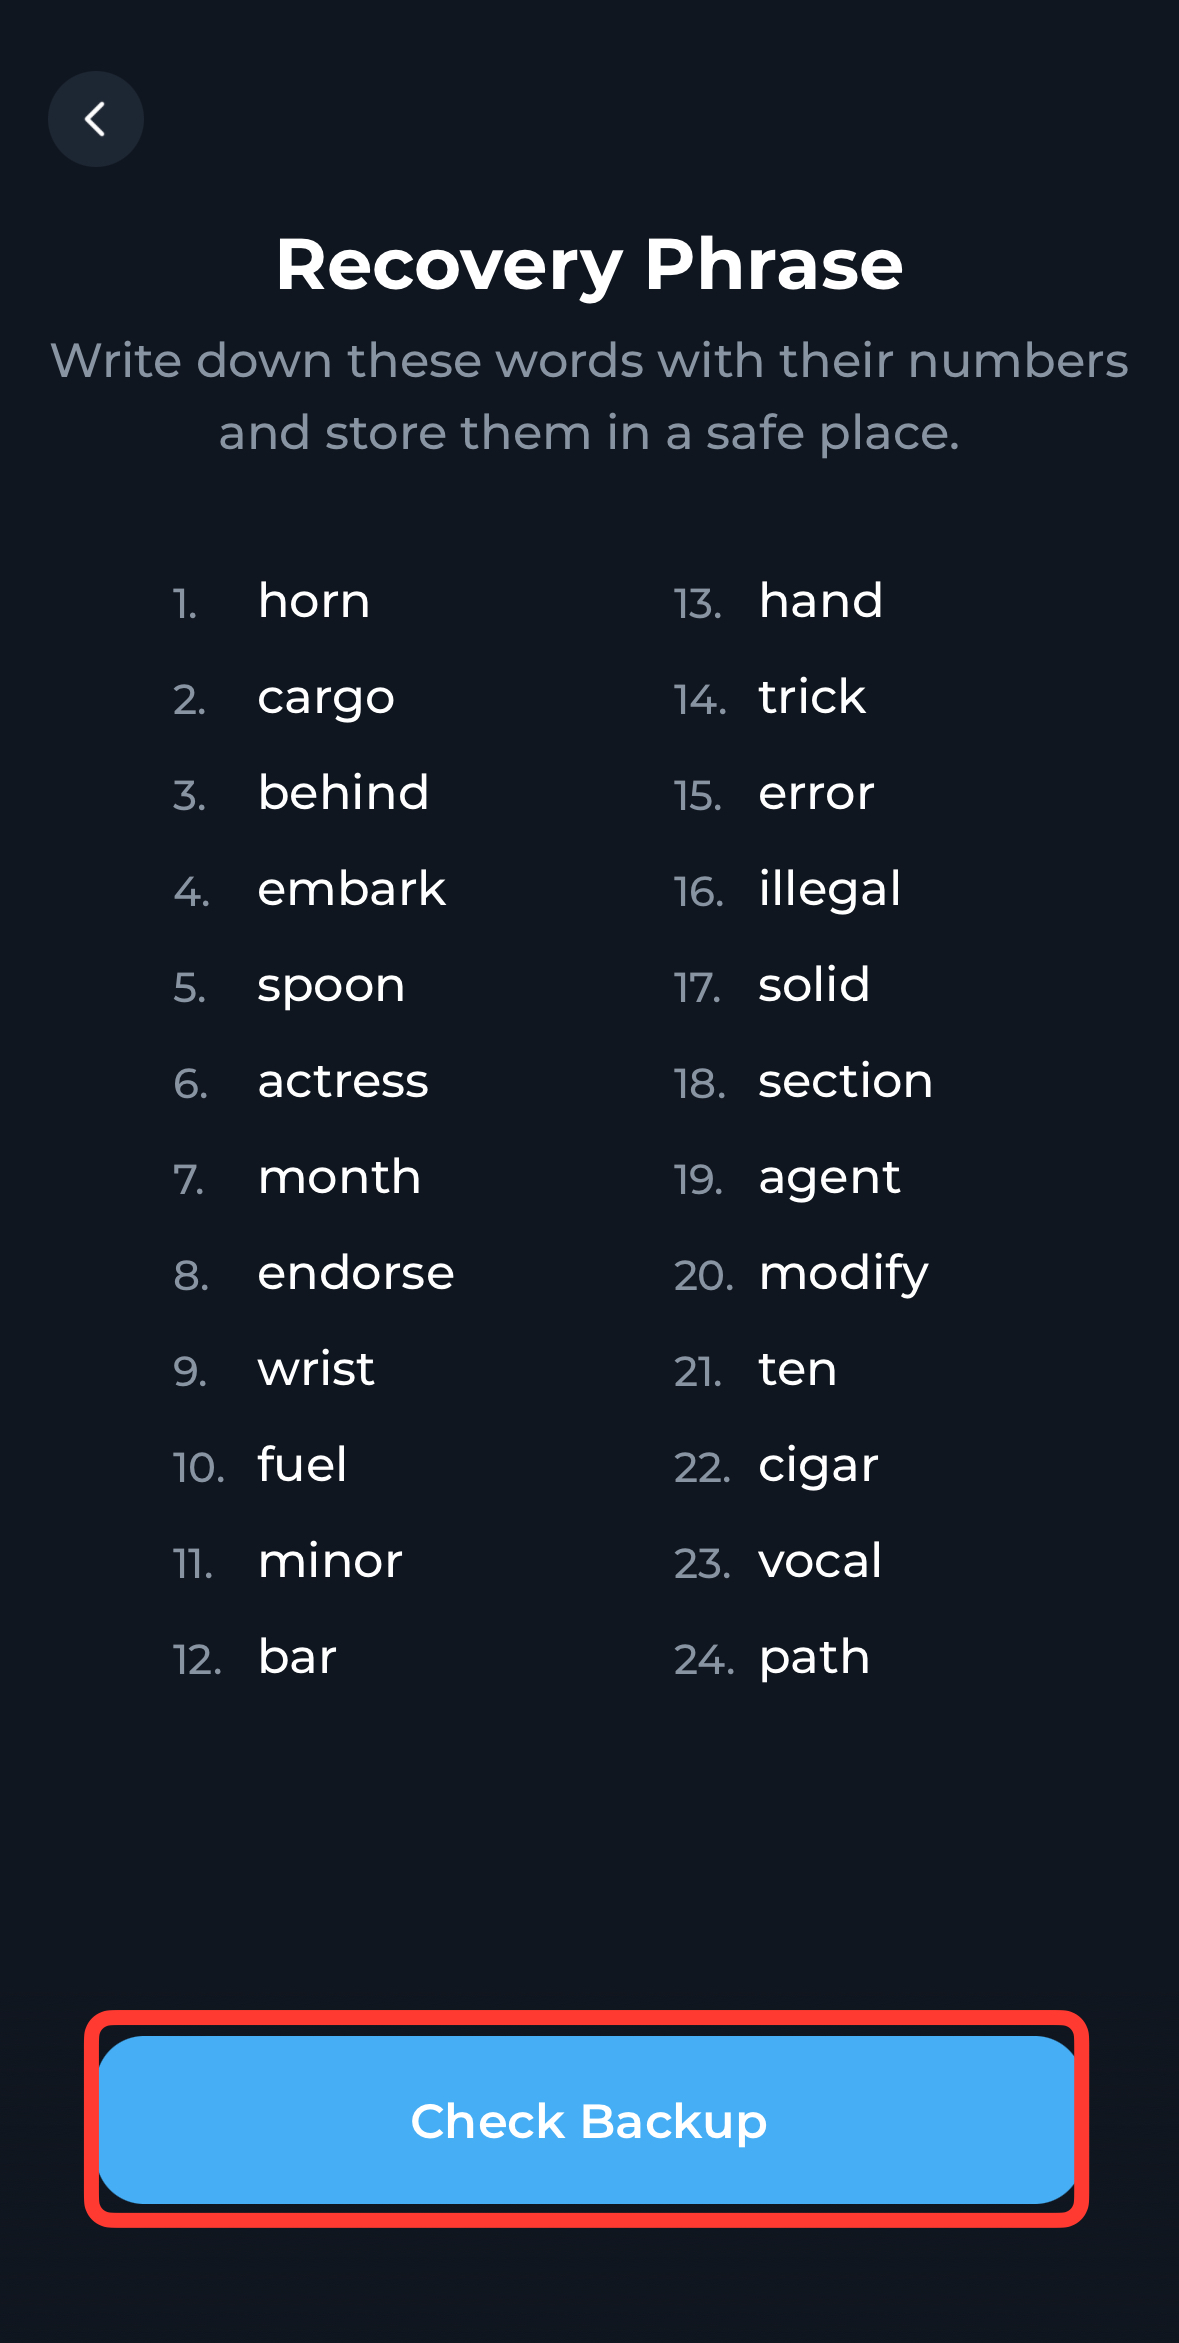 Recovery Phrase
Write down these words with their numbers
and store them in a safe place.
1. horn
2. cargo
3. behind
4. embark
5. spoon
6. actress
7. month
8. endorse
9. wrist
10. fuel
11. minor
12. bar
13. hand
14. trick
15. error
16. illegal
17. solid
18. section
19. agent
20. modify
21. ten
22. cigar
23. vocal
24. path
Check Backup